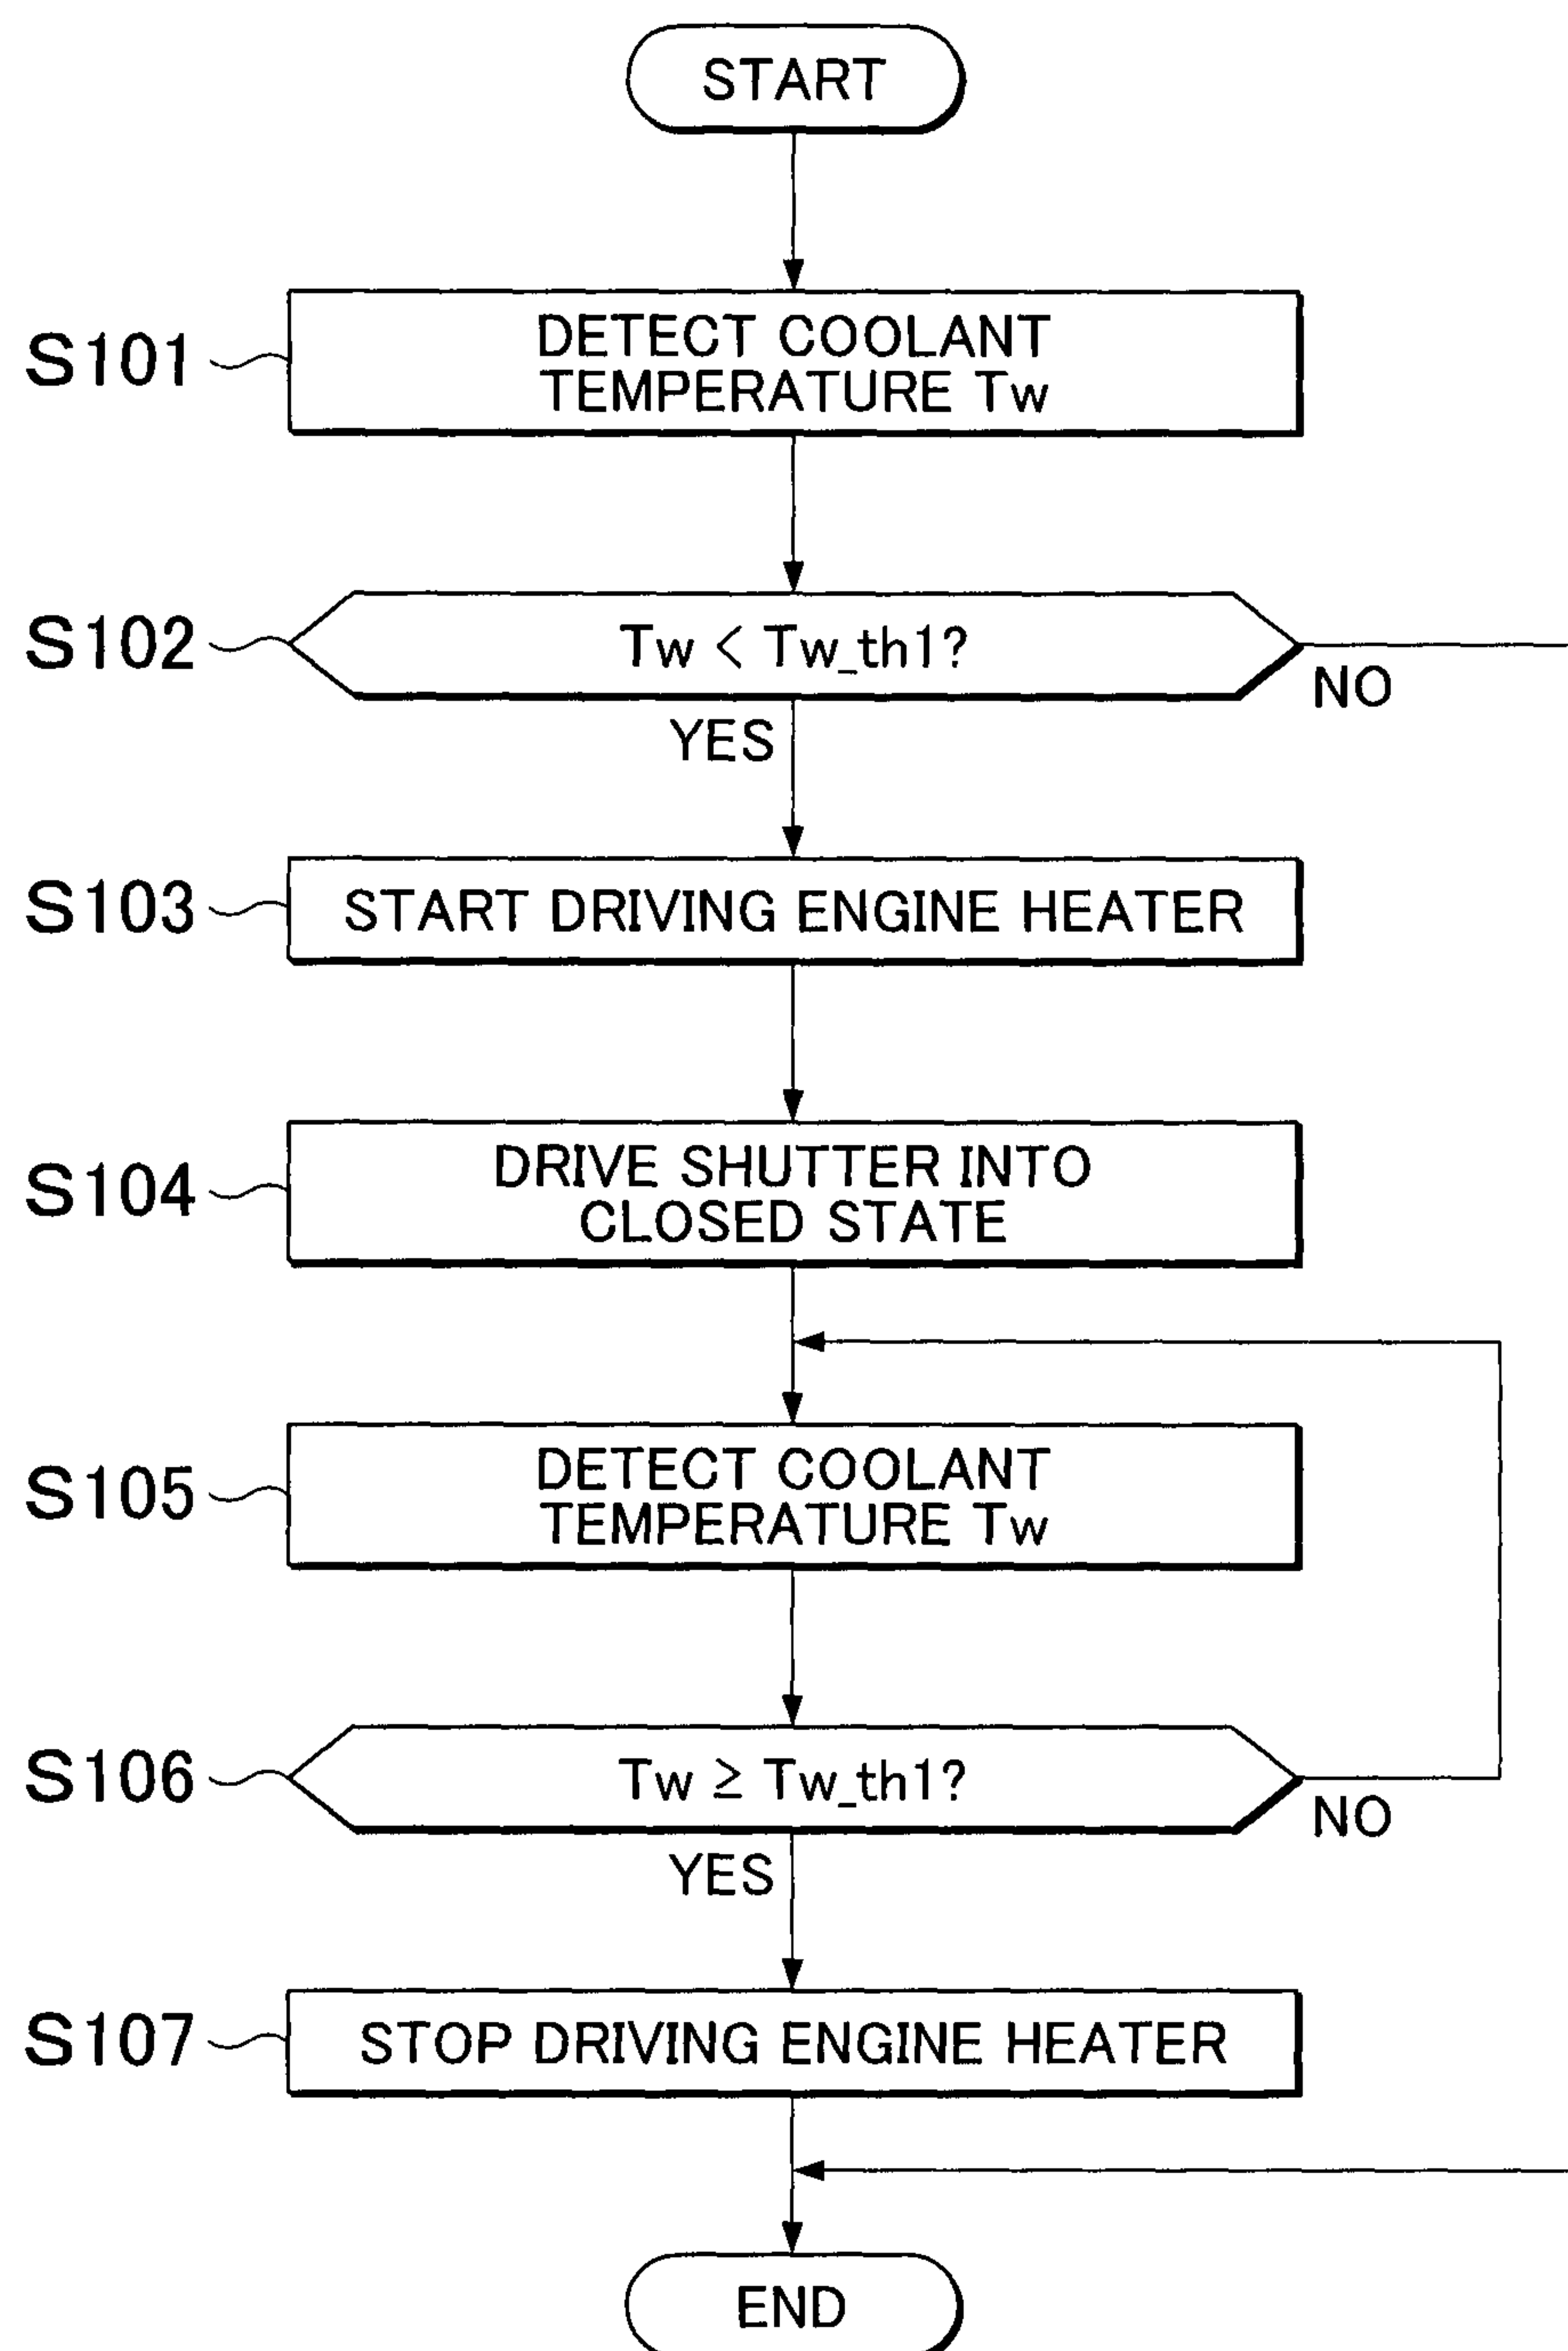 START
S101
DETECT COOLANT
TEMPERATURE Tw
S102
Tw < Tw_th1?
NO
YES
S103
START DRIVING ENGINE HEATER
S104
DRIVE SHUTTER INTO
CLOSED STATE
S105
DETECT COOLANT
TEMPERATURE Tw
S106
Tw ≥ Tw_th1?
NO
YES
S107
STOP DRIVING ENGINE HEATER
END